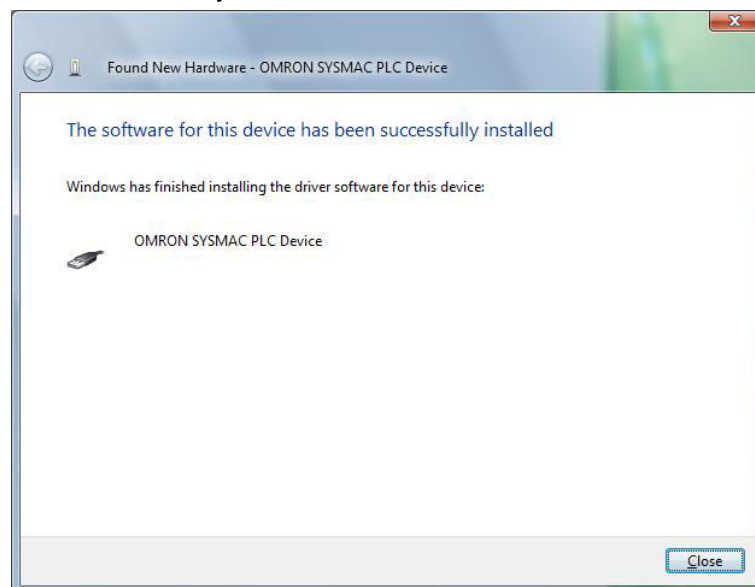 Found New Hardware - OMRON SYSMAC PLC Device
The software for this device has been successfully installed
Windows has finished installing the driver software for this device:
OMRON SYSMAC PLC Device
Close